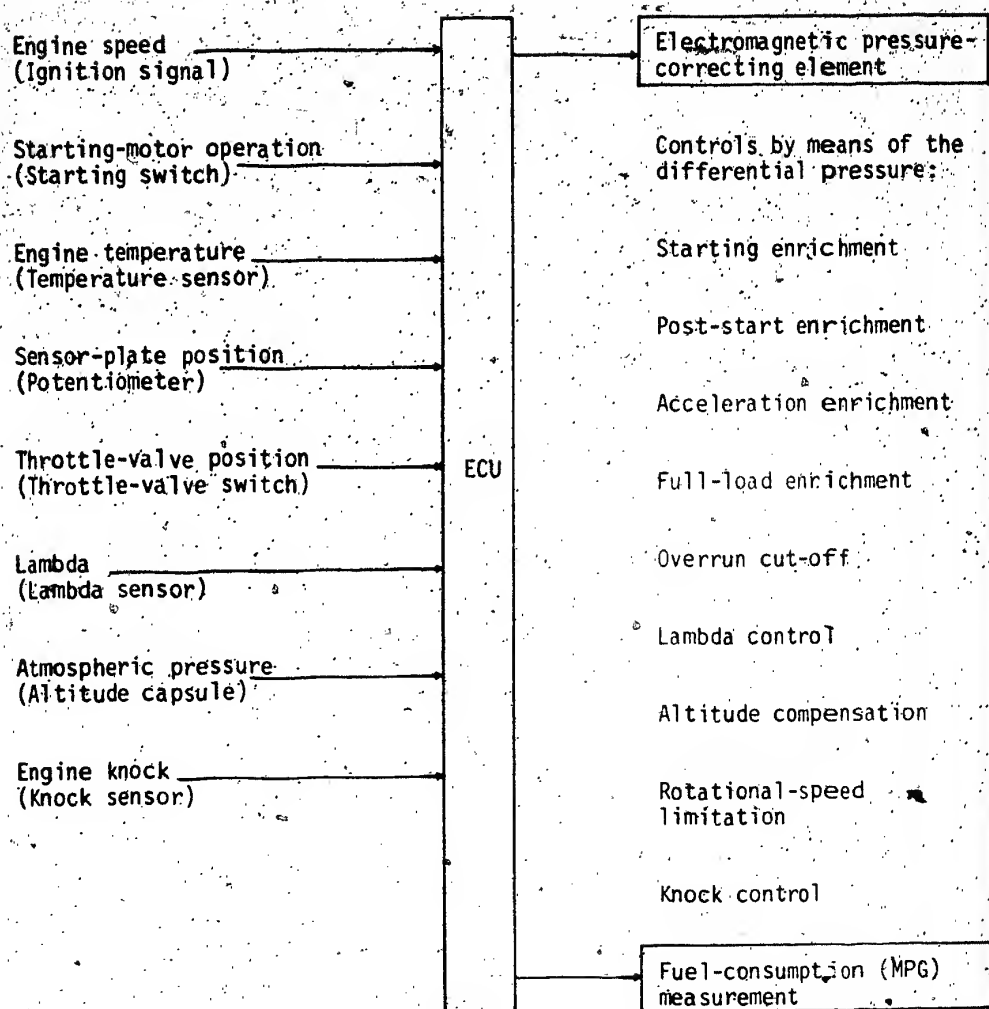 Engine speed
(Ignition signal)
Starting-motor operation
(Starting switch)
Engine temperature
(Temperature sensor)
Sensor-plate position
(Potentiometer)
Throttle-valve position
(Throttle-valve switch)
Lambda
(Lambda sensor)
Atmospheric pressure
(Altitude capsule)
Engine knock
(Knock sensor)
ECU
Electromagnetic pressure-
correcting element
Controls by means of the
differential pressure:
Starting enrichment
Post-start enrichment
Acceleration enrichment
Full-load enrichment
Overrun cut-off
Lambda control
Altitude compensation
Rotational-speed
limitation
Knock control
Fuel-consumption (MPG)
measurement